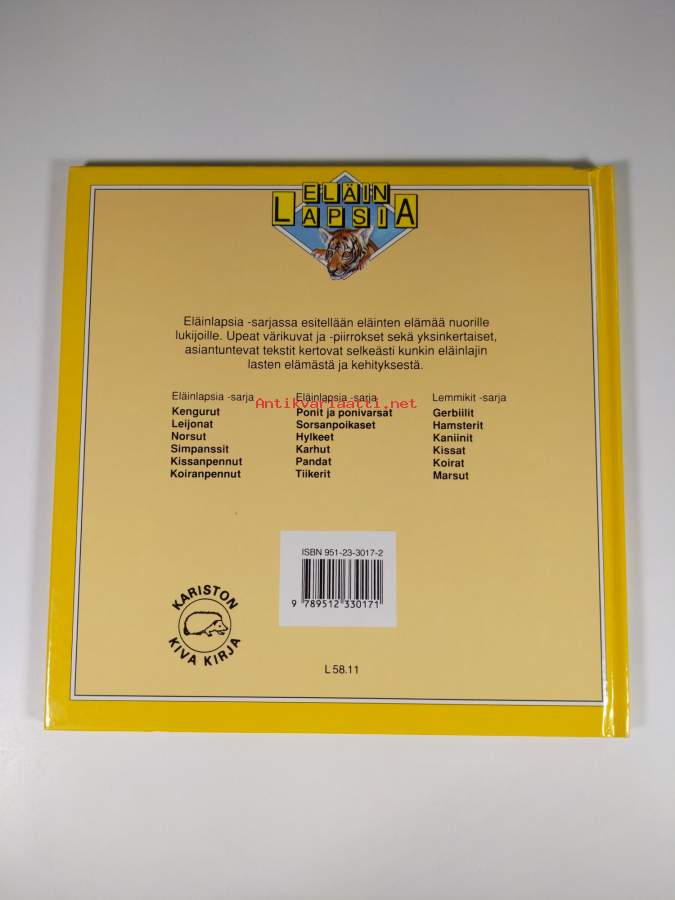 ELÄIN
LAPSIA
Eläinlapsia -sarjassa esitellään eläinten elämää nuorille
lukijoille. Upeat värikuvat ja -piirrokset sekä yksinkertaiset,
asiantuntevat tekstit kertovat selkeästi kunkin eläinlajin
lasten elämästä ja kehityksestä.
Eläinlapsia -sarja
Kengurut
Leijonat
Norsut
Simpanssit
Kissanpennut
Koiranpennut
Eläinlapsia -sarja
Ponit ja ponivarsat
Sorsanpoikaset
Hylkeet
Karhut
Pandat
Tiikerit
Lemmikit -sarja
Gerbiilit
Hamsterit
Kaniinit
Kissat
Koirat
Marsut
Antikvariaatti.net
ISBN 951-23-3017-2
9 789512 330171
KARISTON
KIVA KIRJA
L 58.11